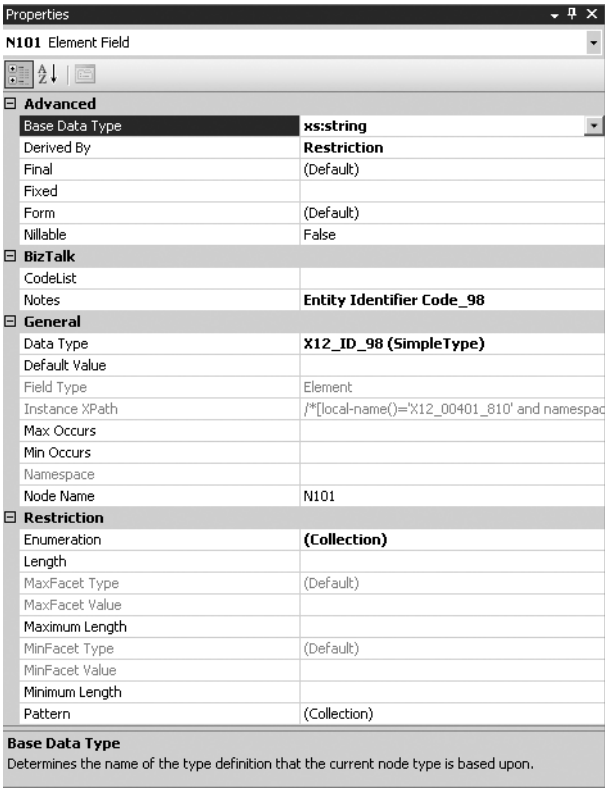 Properties
N101 Element Field
Advanced
Base Data Type xs:string
Derived By Restriction
Final (Default)
Fixed
Form (Default)
Nillable False
BizTalk
CodeList
Notes Entity Identifier Code_98
General
Data Type X12_ID_98 (SimpleType)
Default Value
Field Type Element
Instance XPath /*[local-name()='X12_00401_810' and namespac
Max Occurs
Min Occurs
Namespace
Node Name N101
Restriction
Enumeration (Collection)
Length
MaxFacet Type (Default)
MaxFacet Value
Maximum Length
MinFacet Type (Default)
MinFacet Value
Minimum Length
Pattern (Collection)
Base Data Type
Determines the name of the type definition that the current node type is based upon.